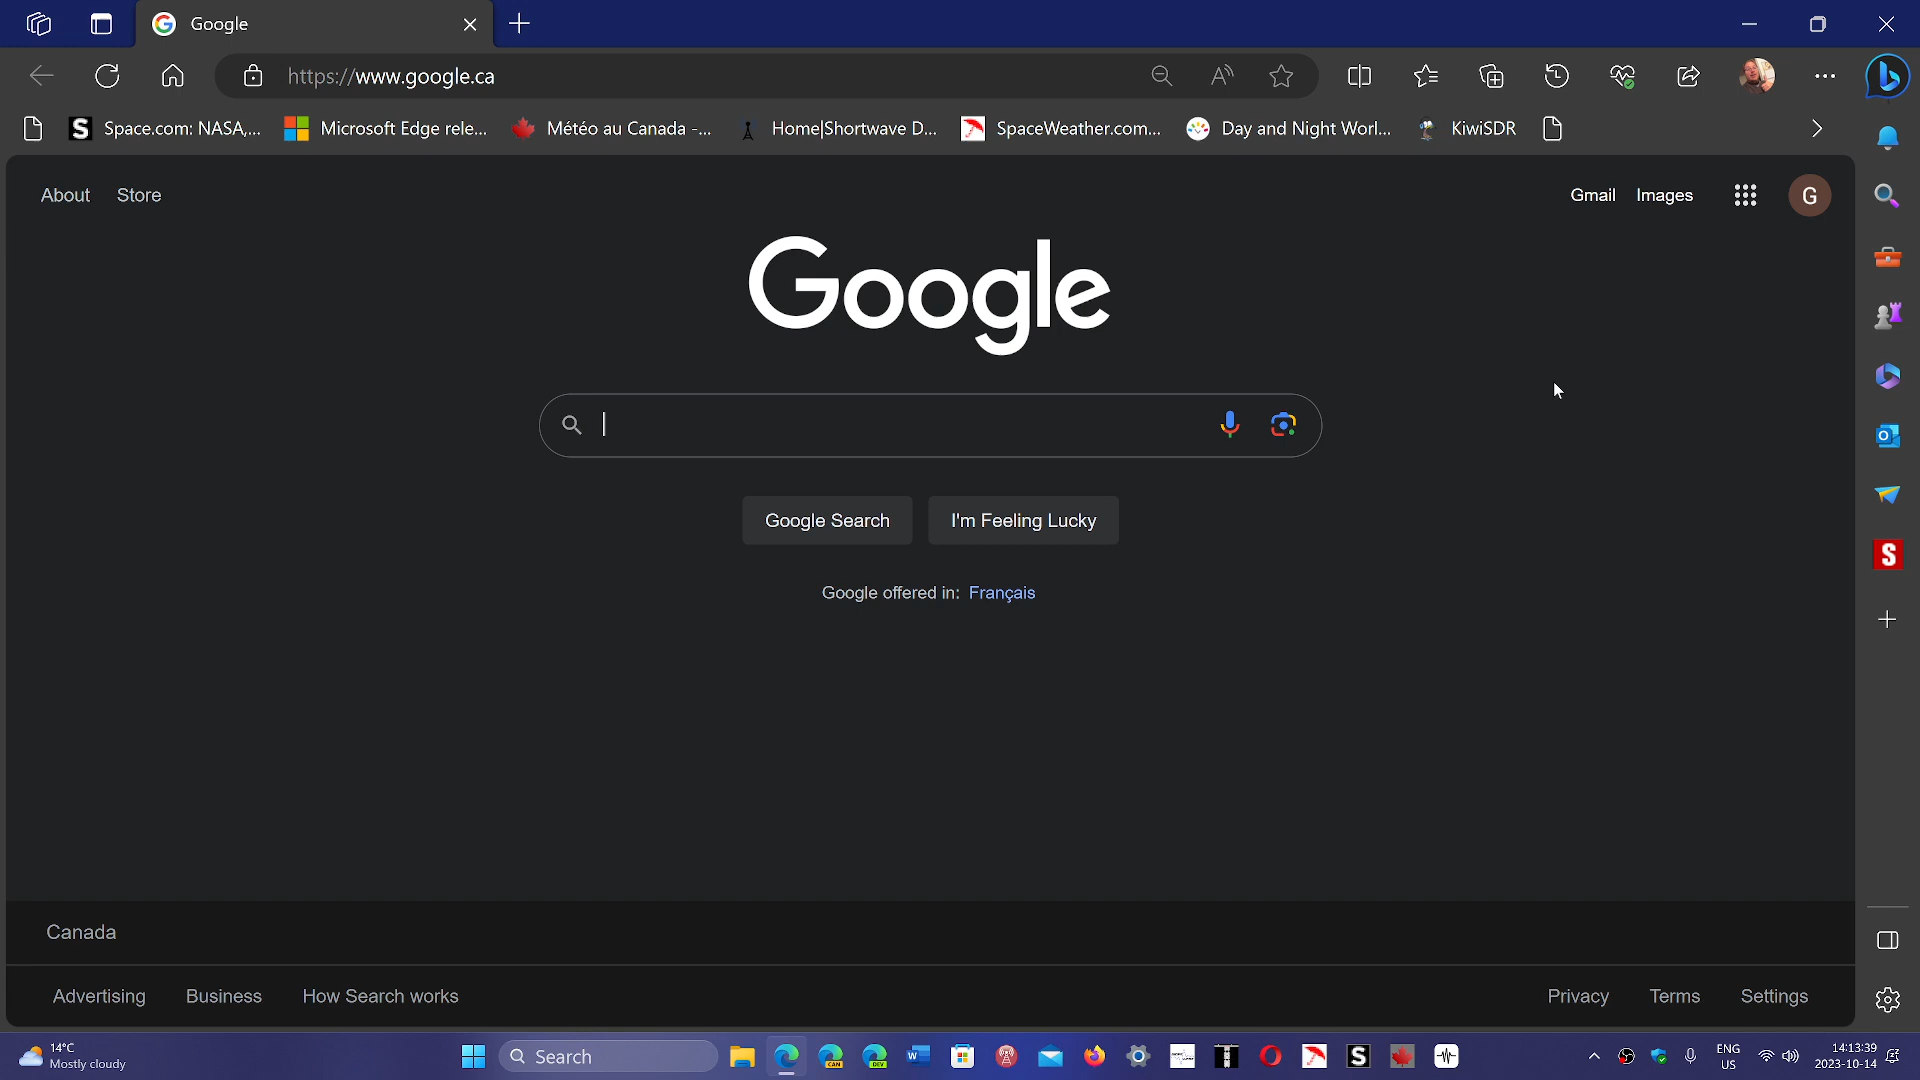 Google
https://www.google.ca
Space.com: NASA,...
Microsoft Edge rele...
Météo au Canada -...
Home|Shortwave D...
SpaceWeather.com...
Day and Night Worl...
KiwiSDR
About Store
Gmail Images
G
Google
Google Search
I'm Feeling Lucky
Google offered in: Français
Canada
Advertising Business How Search works
Privacy Terms Settings
14°C
Mostly cloudy
Search
CAN
DEV
ENG
US
14:13:39
2023-10-14